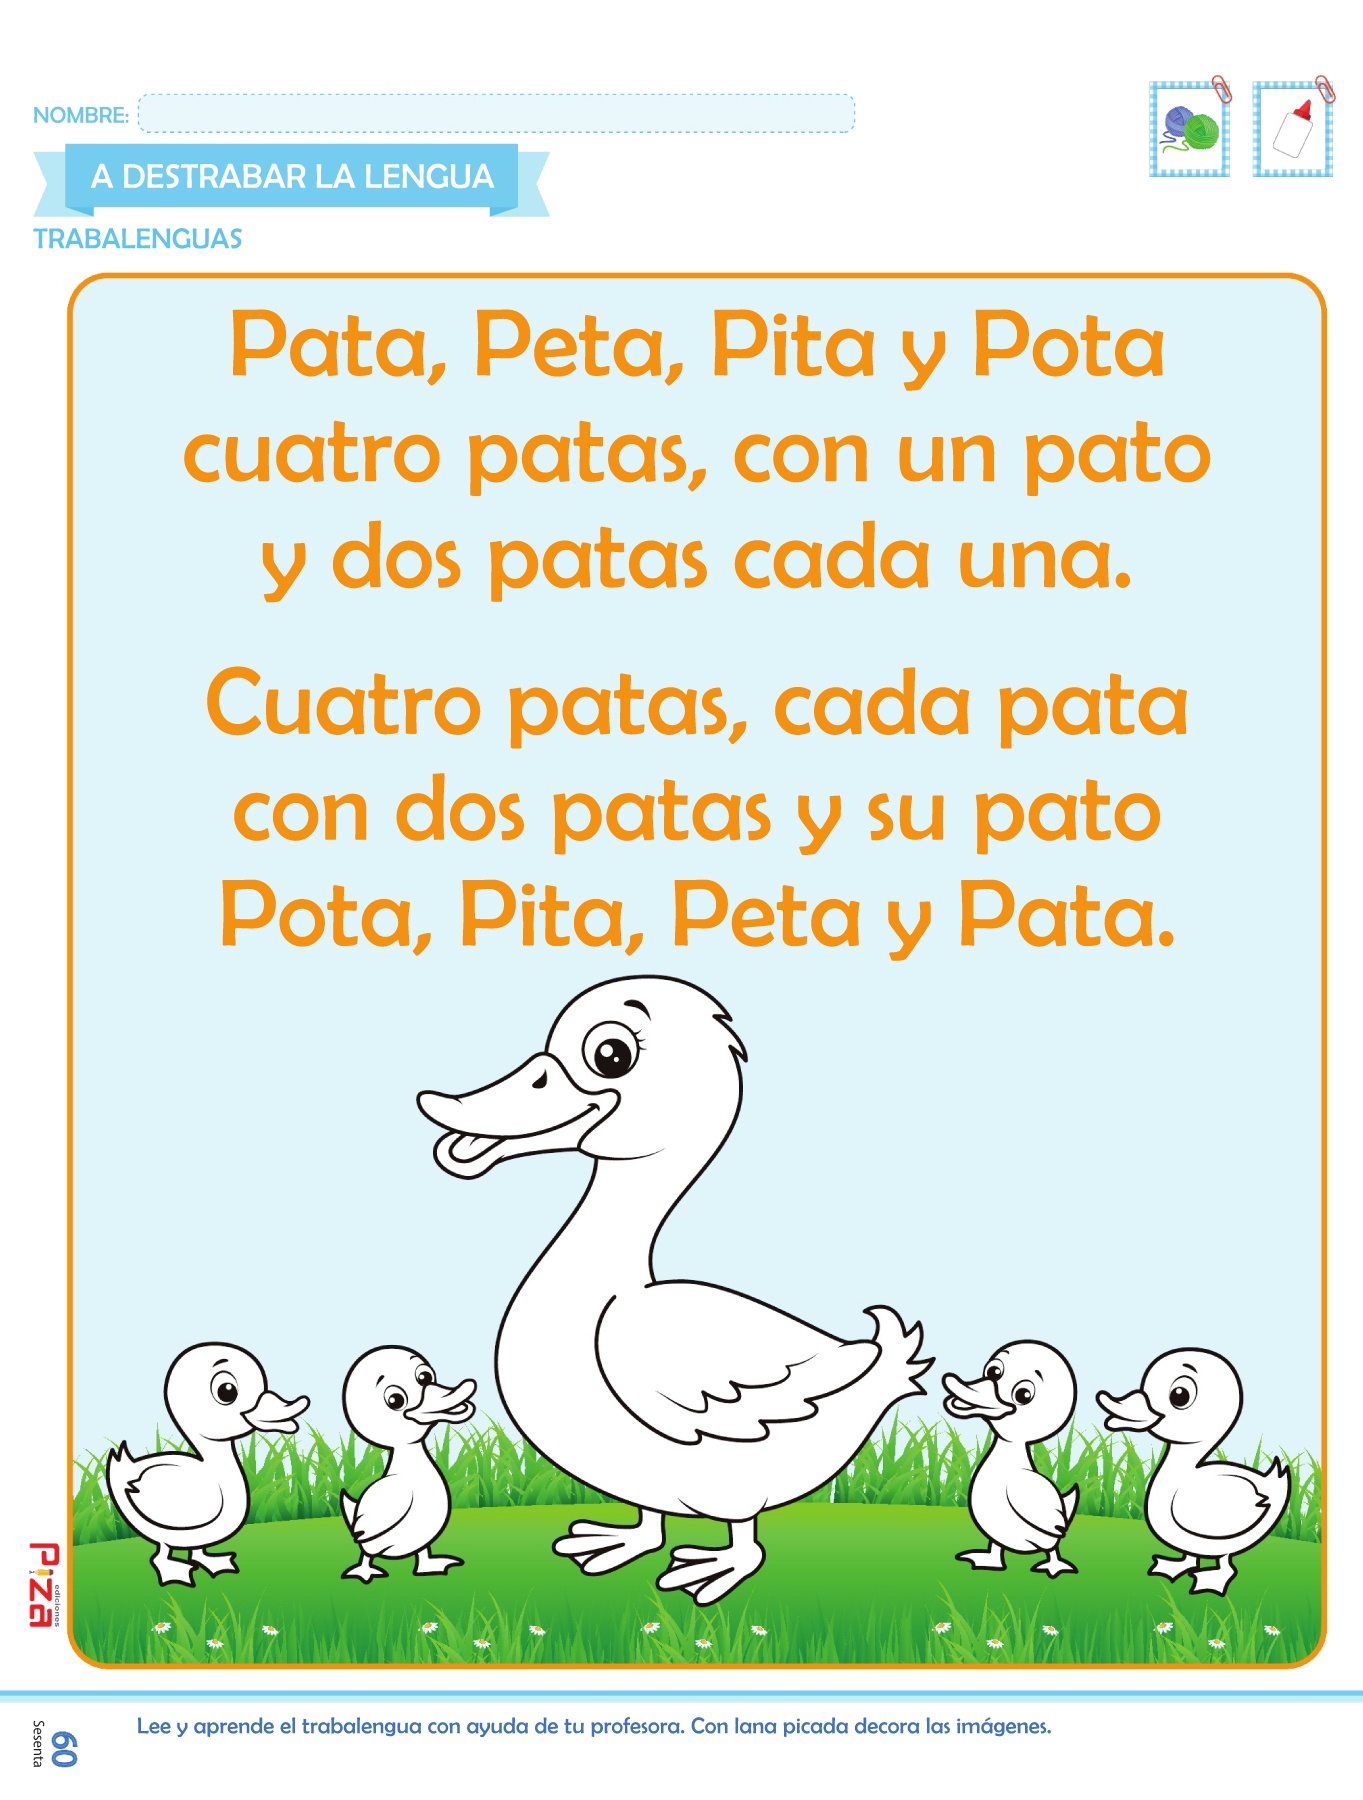 NOMBRE:
A DESTRABAR LA LENGUA
TRABALENGUAS
Pata, Peta, Pita y Pota
cuatro patas, con un pato
y dos patas cada una.
Cuatro patas, cada pata
con dos patas y su pato
Pota, Pita, Peta y Pata.
Piza
ediciones
60
Sesenta
Lee y aprende el trabalengua con ayuda de tu profesora. Con lana picada decora las imágenes.